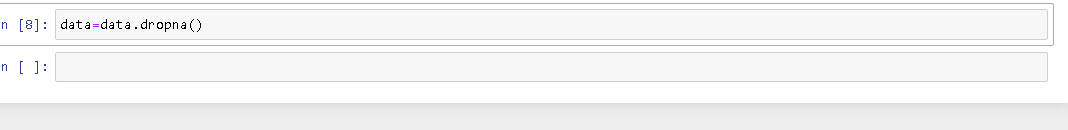 n [8]: data=data.dropna()
n [ ]: